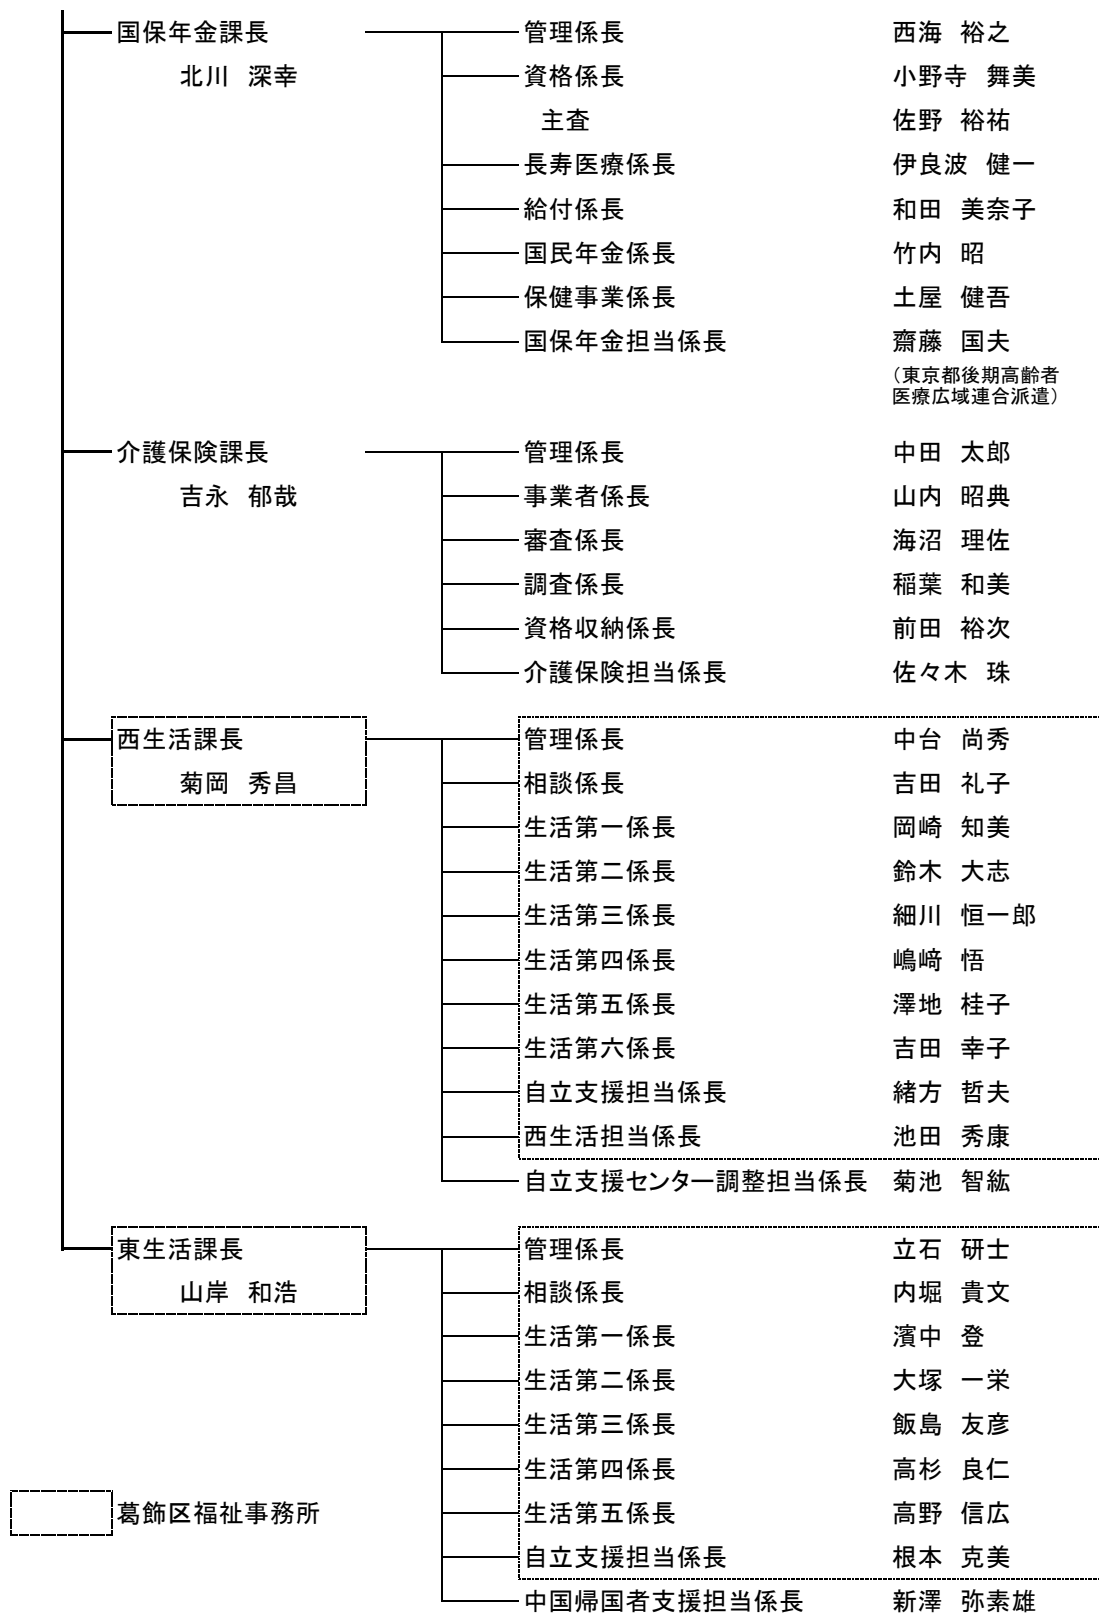 国保年金課長 管理係長 西海 裕之
北川 深幸 資格係長 小野寺 舞美
主査 佐野 裕祐
長寿医療係長 伊良波 健一
給付係長 和田 美奈子
国民年金係長 竹内 昭
保健事業係長 土屋 健吾
国保年金担当係長 齋藤 国夫
（東京都後期高齢者
医療広域連合派遣）
介護保険課長 管理係長 中田 太郎
吉永 郁哉 事業者係長 山内 昭典
審査係長 海沼 理佐
調査係長 稲葉 和美
資格収納係長 前田 裕次
介護保険担当係長 佐々木 珠
西生活課長 管理係長 中台 尚秀
菊岡 秀昌 相談係長 吉田 礼子
生活第一係長 岡崎 知美
生活第二係長 鈴木 大志
生活第三係長 細川 恒一郎
生活第四係長 嶋﨑 悟
生活第五係長 澤地 桂子
生活第六係長 吉田 幸子
自立支援担当係長 緒方 哲夫
西生活担当係長 池田 秀康
自立支援センター調整担当係長 菊池 智紘
東生活課長 管理係長 立石 研士
山岸 和浩 相談係長 内堀 貴文
生活第一係長 濱中 登
生活第二係長 大塚 一栄
生活第三係長 飯島 友彦
生活第四係長 高杉 良仁
葛飾区福祉事務所 生活第五係長 高野 信広
自立支援担当係長 根本 克美
中国帰国者支援担当係長 新澤 弥素雄